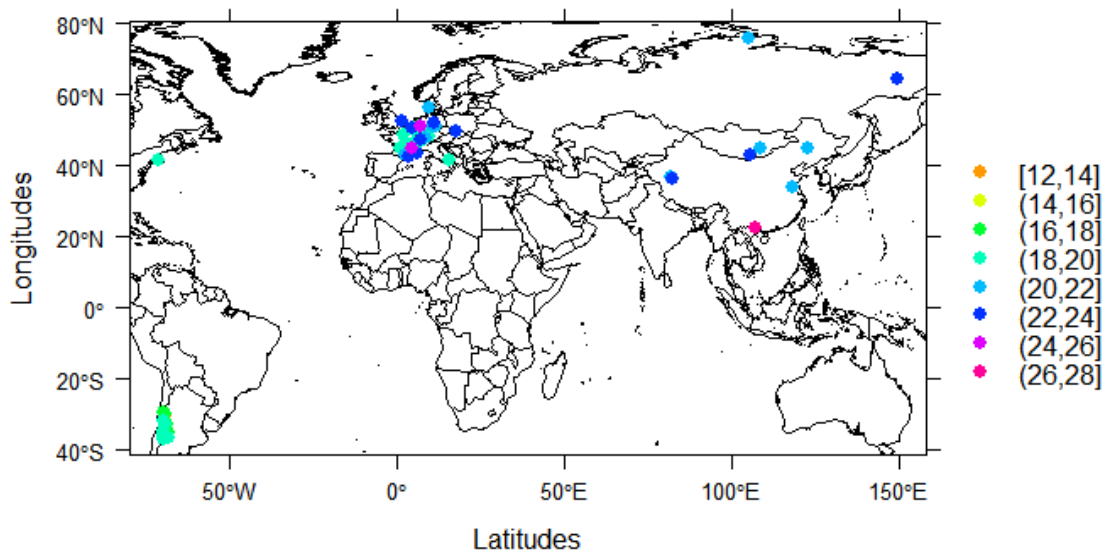 80°N
60°N
40°N
20°N
0°
20°S
40°S
Longitudes
50°W 0° 50°E 100°E 150°E
Latitudes
[12,14]
(14,16]
(16,18]
(18,20]
(20,22]
(22,24]
(24,26]
(26,28]